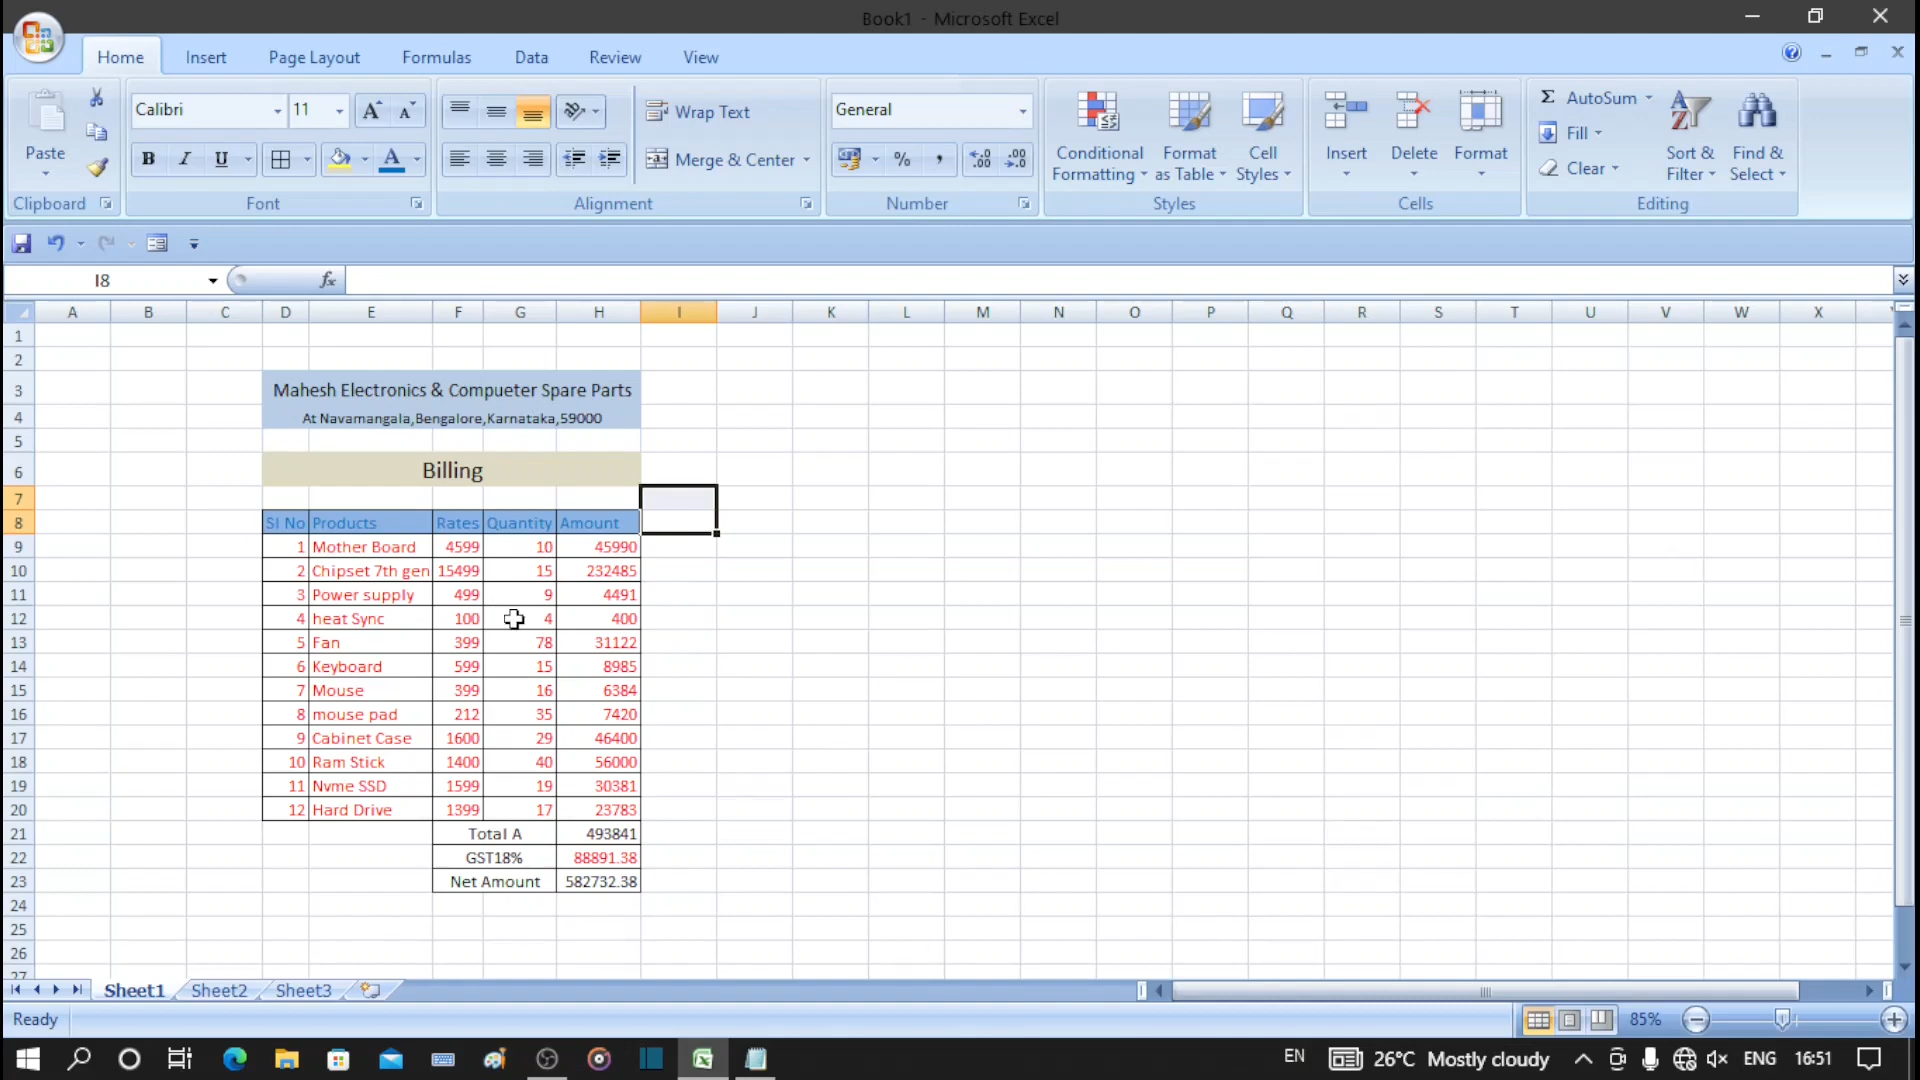 Book1 - Microsoft Excel
Home Insert Page Layout Formulas Data Review View
Paste
Clipboard
Calibri 11
B I U A
Font
Wrap Text
Merge & Center
Alignment
General
% ,
Number
Conditional Formatting
Format as Table
Cell Styles
Styles
Insert Delete Format
Cells
Σ AutoSum
Fill
Clear
Sort & Filter
Find & Select
Editing
I8 fx
A B C D E F G H I J K L M N O P Q R S T U V W X
1
2
3 Mahesh Electronics & Compueter Spare Parts
4 At Navamangala,Bengalore,Karnataka,59000
5
6 Billing
7
8 Sl No Products Rates Quantity Amount
9 1 Mother Board 4599 10 45990
10 2 Chipset 7th gen 15499 15 232485
11 3 Power supply 499 9 4491
12 4 heat Sync 100 4 400
13 5 Fan 399 78 31122
14 6 Keyboard 599 15 8985
15 7 Mouse 399 16 6384
16 8 mouse pad 212 35 7420
17 9 Cabinet Case 1600 29 46400
18 10 Ram Stick 1400 40 56000
19 11 Nvme SSD 1599 19 30381
20 12 Hard Drive 1399 17 23783
21 Total A 493841
22 GST18% 88891.38
23 Net Amount 582732.38
24
25
26
27
Sheet1 Sheet2 Sheet3
Ready 85%
EN 26°C Mostly cloudy ENG 16:51